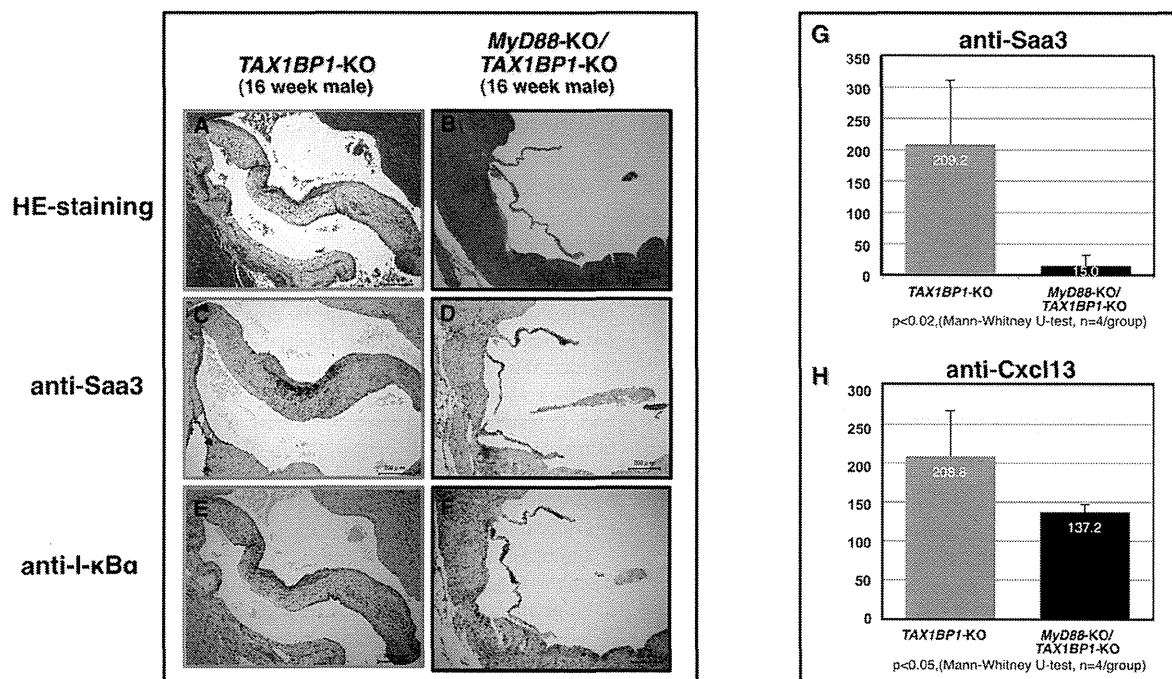 TAX1BP1-KO
(16 week male)
MyD88-KO/
TAX1BP1-KO
(16 week male)
HE-staining
anti-Saa3
anti-I-κBα
A
B
C
D
E
F
200 μm
G
anti-Saa3
350
300
250
200
150
100
50
0
209.2
15.0
TAX1BP1-KO
MyD88-KO/
TAX1BP1-KO
p<0.02,(Mann-Whitney U-test, n=4/group)
H
anti-Cxcl13
300
250
200
150
100
50
0
208.8
137.2
TAX1BP1-KO
MyD88-KO/
TAX1BP1-KO
p<0.05,(Mann-Whitney U-test, n=4/group)